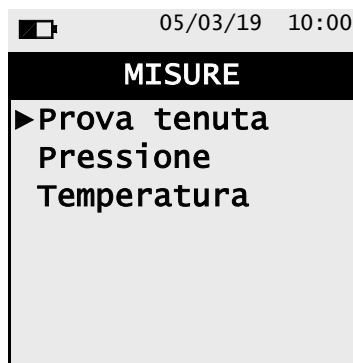 05/03/19 10:00
MISURE
Prova tenuta
Pressione
Temperatura